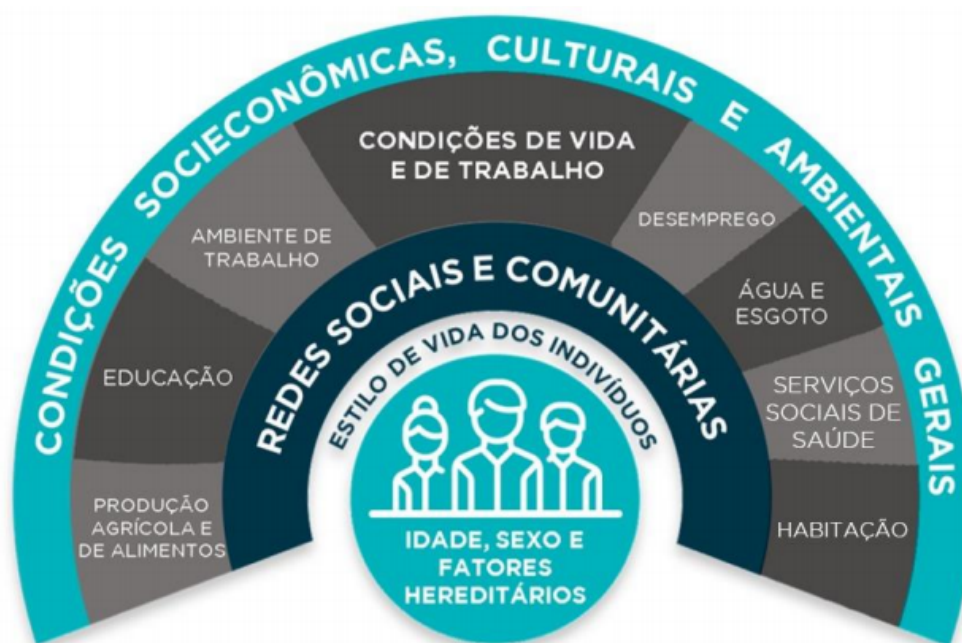 CONDIÇÕES SOCIECONÔMICAS, CULTURAIS E AMBIENTAIS GERAIS
CONDIÇÕES DE VIDA
E DE TRABALHO
AMBIENTE DE
TRABALHO
DESEMPREGO
EDUCAÇÃO
ÁGUA E
ESGOTO
PRODUÇÃO
AGRÍCOLA E
DE ALIMENTOS
SERVIÇOS
SOCIAIS DE
SAÚDE
HABITAÇÃO
REDES SOCIAIS E COMUNITÁRIAS
ESTILO DE VIDA DOS INDIVÍDUOS
IDADE, SEXO E
FATORES
HEREDITÁRIOS